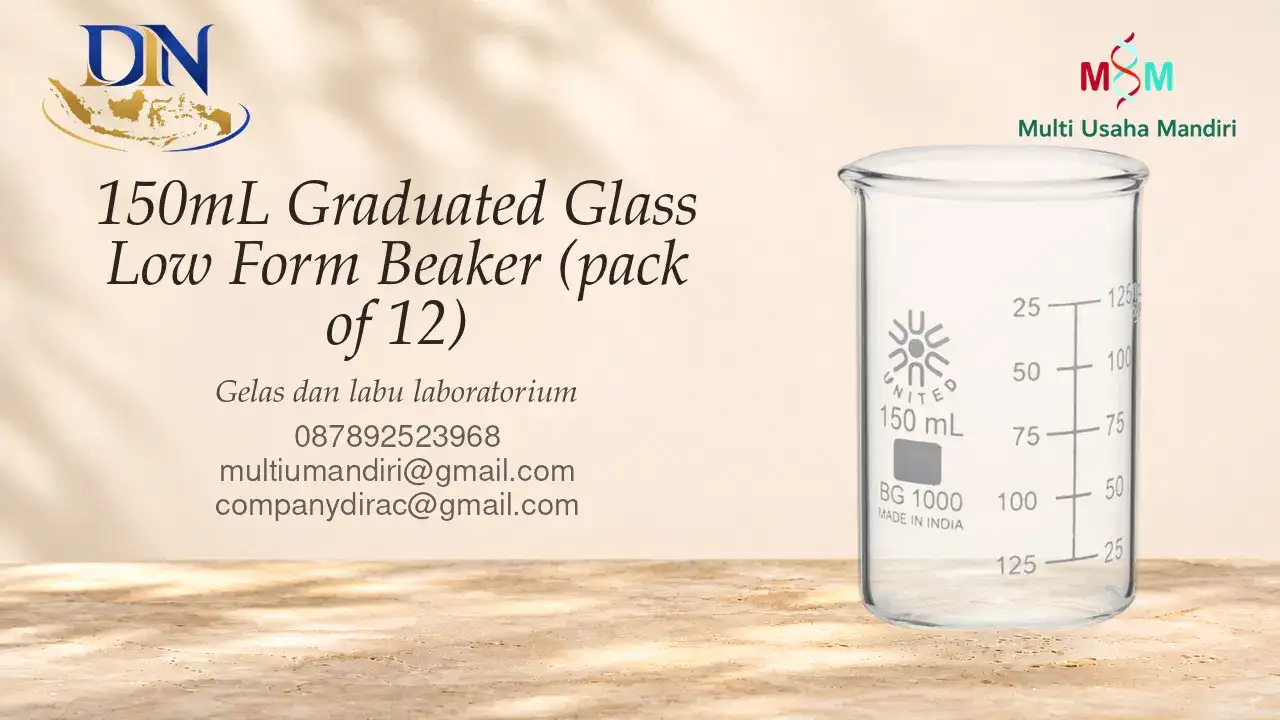 DIN
MSM
Multi Usaha Mandiri
150mL Graduated Glass
Low Form Beaker (pack
of 12)
Gelas dan labu laboratorium
087892523968
multiumandiri@gmail.com
companydirac@gmail.com
UNITED
150 mL
BG 1000
MADE IN INDIA
25 125
50 100
75 75
100 50
125 25